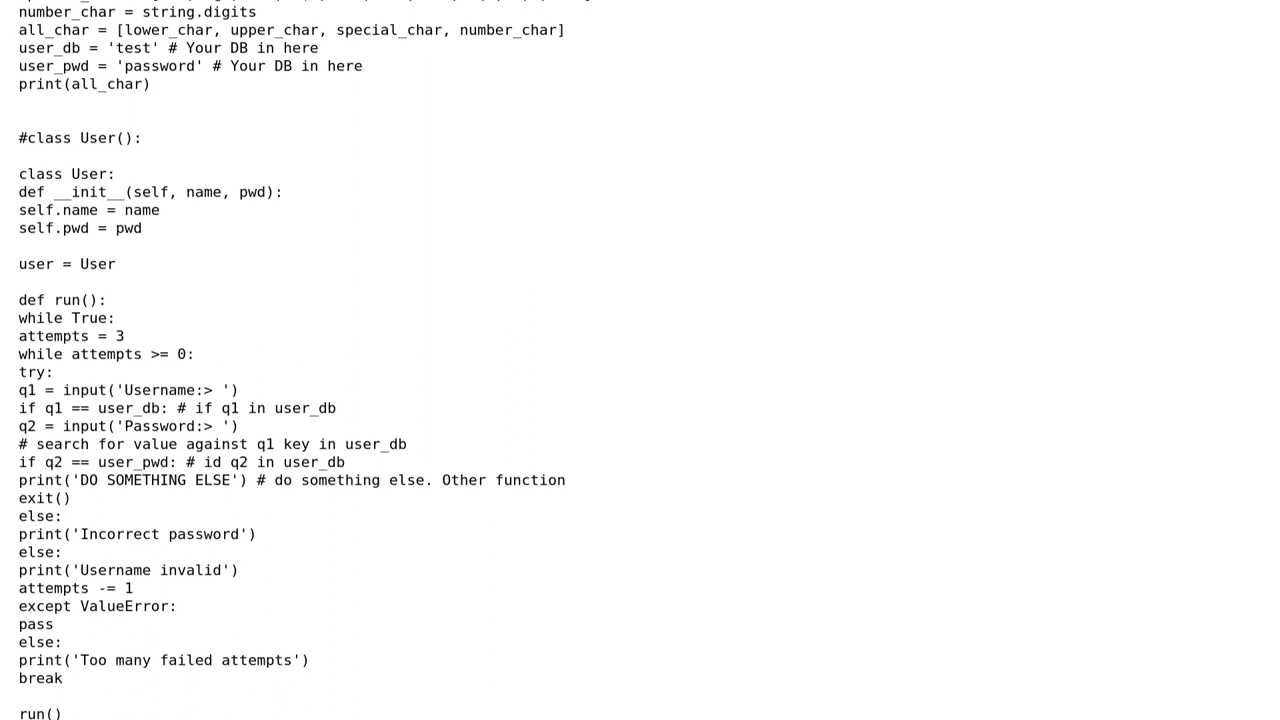 number_char = string.digits
all_char = [lower_char, upper_char, special_char, number_char]
user_db = 'test' # Your DB in here
user_pwd = 'password' # Your DB in here
print(all_char)
#class User():
class User:
def __init__(self, name, pwd):
self.name = name
self.pwd = pwd
user = User
def run():
while True:
attempts = 3
while attempts >= 0:
try:
q1 = input('Username:> ')
if q1 == user_db: # if q1 in user_db
q2 = input('Password:> ')
# search for value against q1 key in user_db
if q2 == user_pwd: # id q2 in user_db
print('DO SOMETHING ELSE') # do something else. Other function
exit()
else:
print('Incorrect password')
else:
print('Username invalid')
attempts -= 1
except ValueError:
pass
else:
print('Too many failed attempts')
break
run()